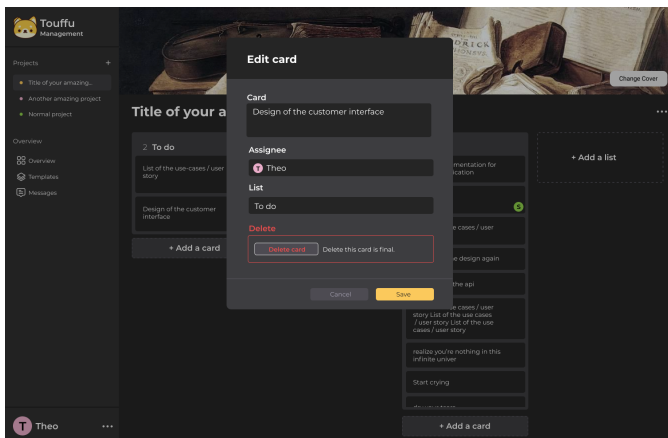 Touffu
Management
Projects +
Title of your amazing...
Another amazing project
Normal project
Overview
Overview
Templates
Messages
T Theo
Change Cover
Title of your a
2 To do
List of the use-cases / user
story
Design of the customer
interface
+ Add a card
Edit card
Card
Design of the customer interface
Assignee
T Theo
List
To do
Delete
Delete card Delete this card is final.
Cancel Save
mentation for
ication
S
e cases / user
e design again
the api
e cases / user
story List of the use cases
/ user story List of the use
cases / user story
realize you're nothing in this
infinite univer
Start crying
+ Add a card
+ Add a list